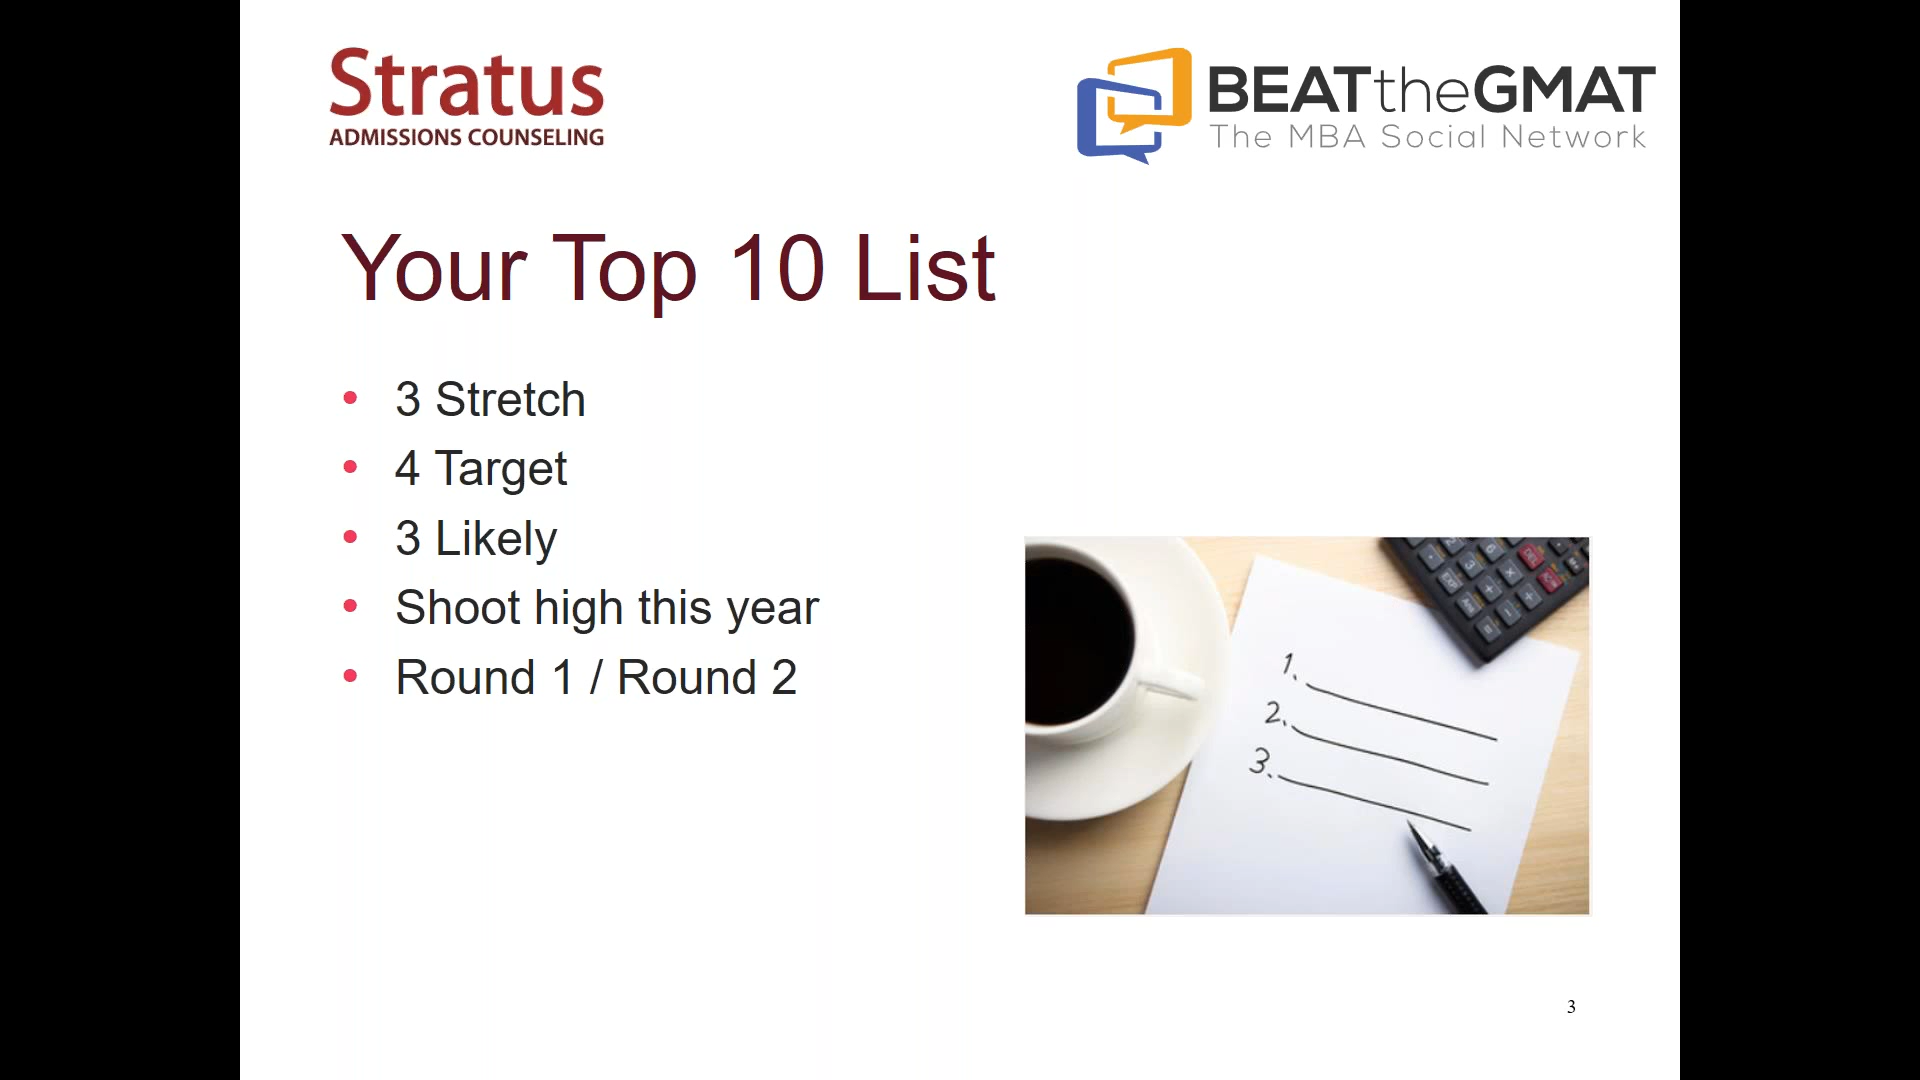 Stratus
ADMISSIONS COUNSELING
BEATtheGMAT
The MBA Social Network
Your Top 10 List
• 3 Stretch
• 4 Target
• 3 Likely
• Shoot high this year
• Round 1 / Round 2
1.
2.
3.
3